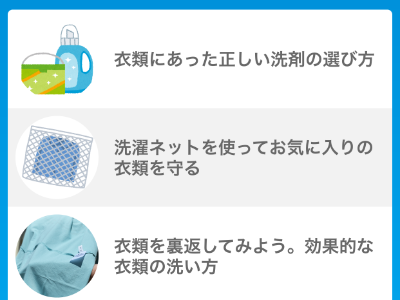 衣類にあった正しい洗剤の選び方
洗濯ネットを使ってお気に入りの
衣類を守る
衣類を裏返してみよう。効果的な
衣類の洗い方